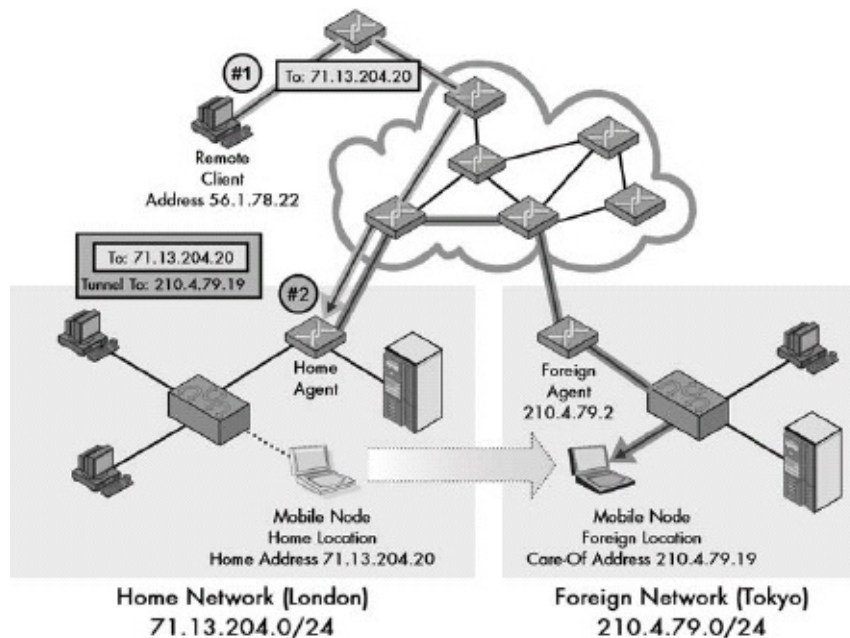 #1
To: 71.13.204.20
Remote
Client
Address 56.1.78.22
To: 71.13.204.20
Tunnel To: 210.4.79.19
#2
Home
Agent
Foreign
Agent
210.4.79.2
Mobile Node
Home Location
Home Address 71.13.204.20
Mobile Node
Foreign Location
Care-Of Address 210.4.79.19
Home Network (London)
71.13.204.0/24
Foreign Network (Tokyo)
210.4.79.0/24